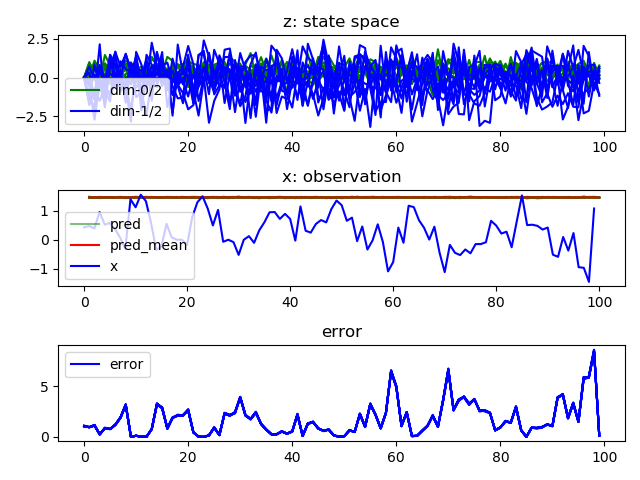 z: state space
2.5
0.0
−2.5
dim-0/2
dim-1/2
0 20 40 60 80 100
x: observation
1
0
−1
pred
pred_mean
x
0 20 40 60 80 100
error
5
0
error
0 20 40 60 80 100